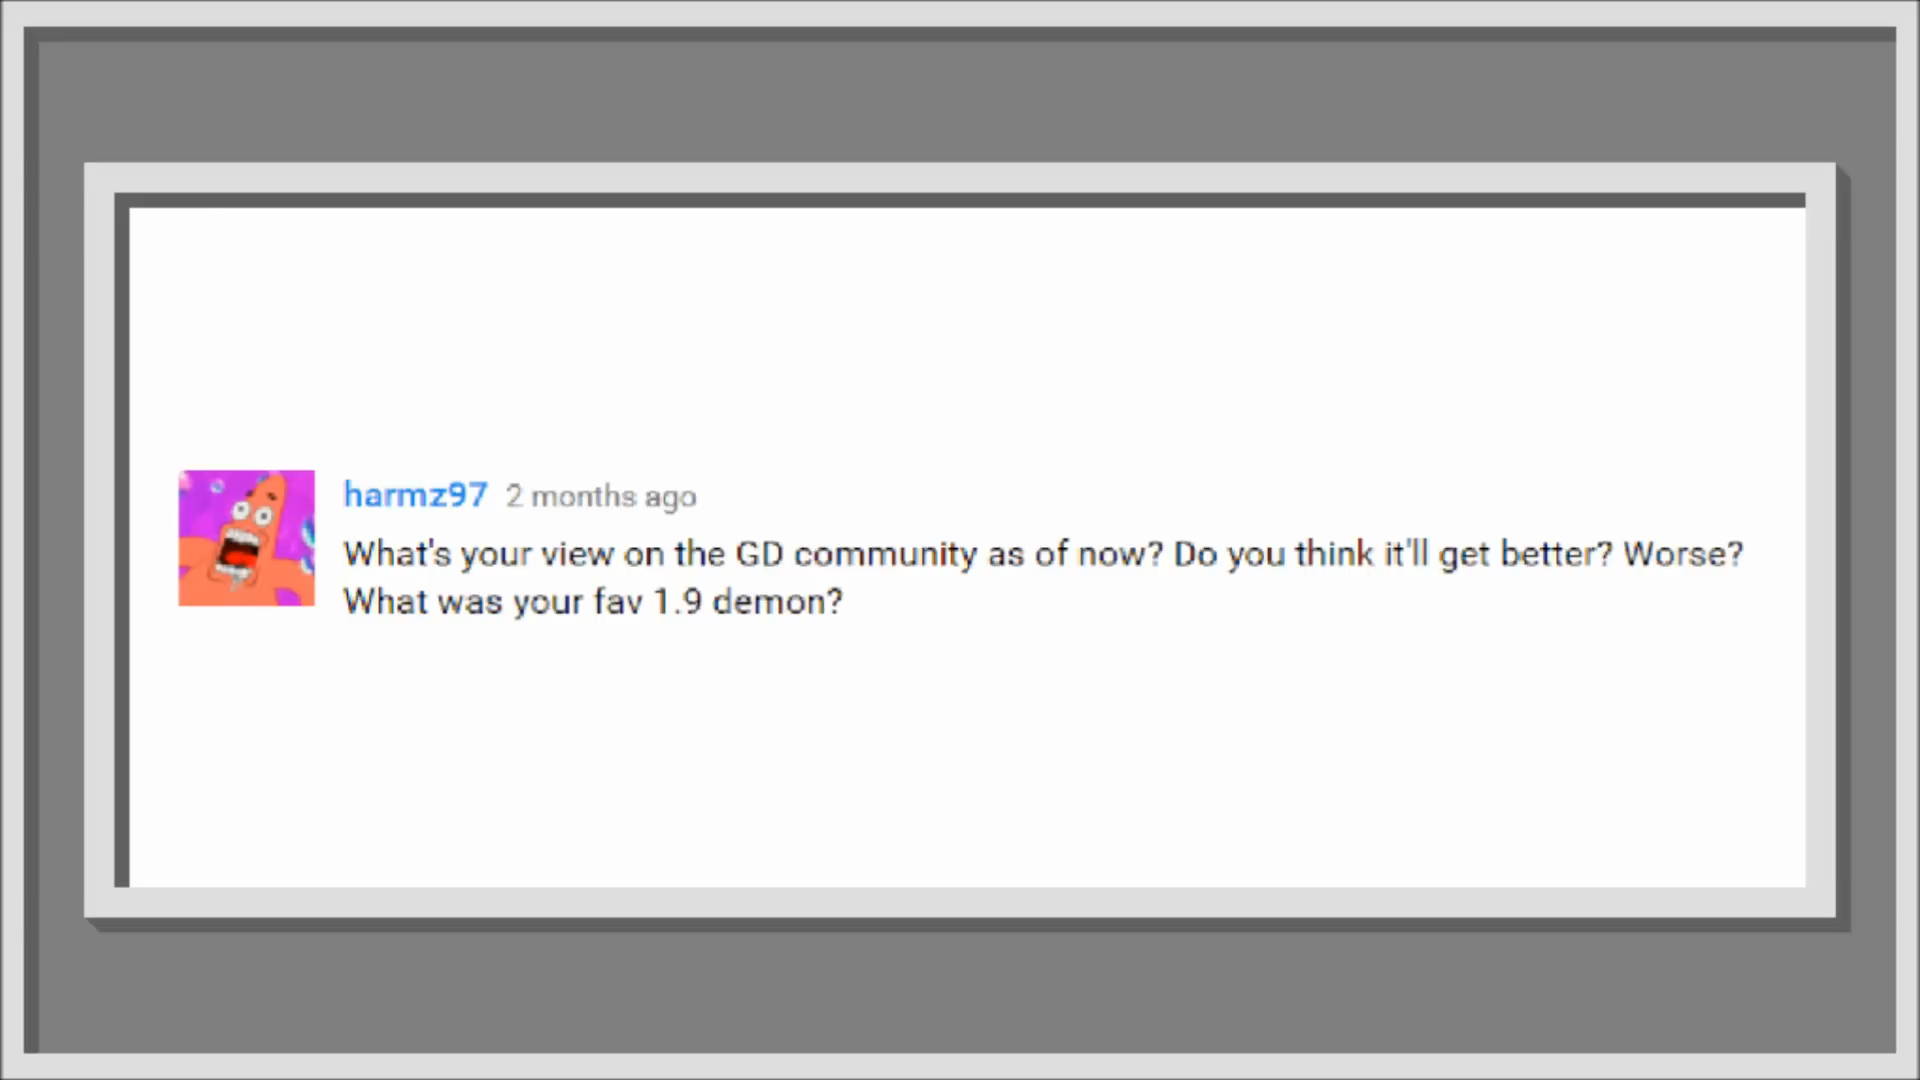 harmz97 2 months ago
What's your view on the GD community as of now? Do you think it'll get better? Worse?
What was your fav 1.9 demon?